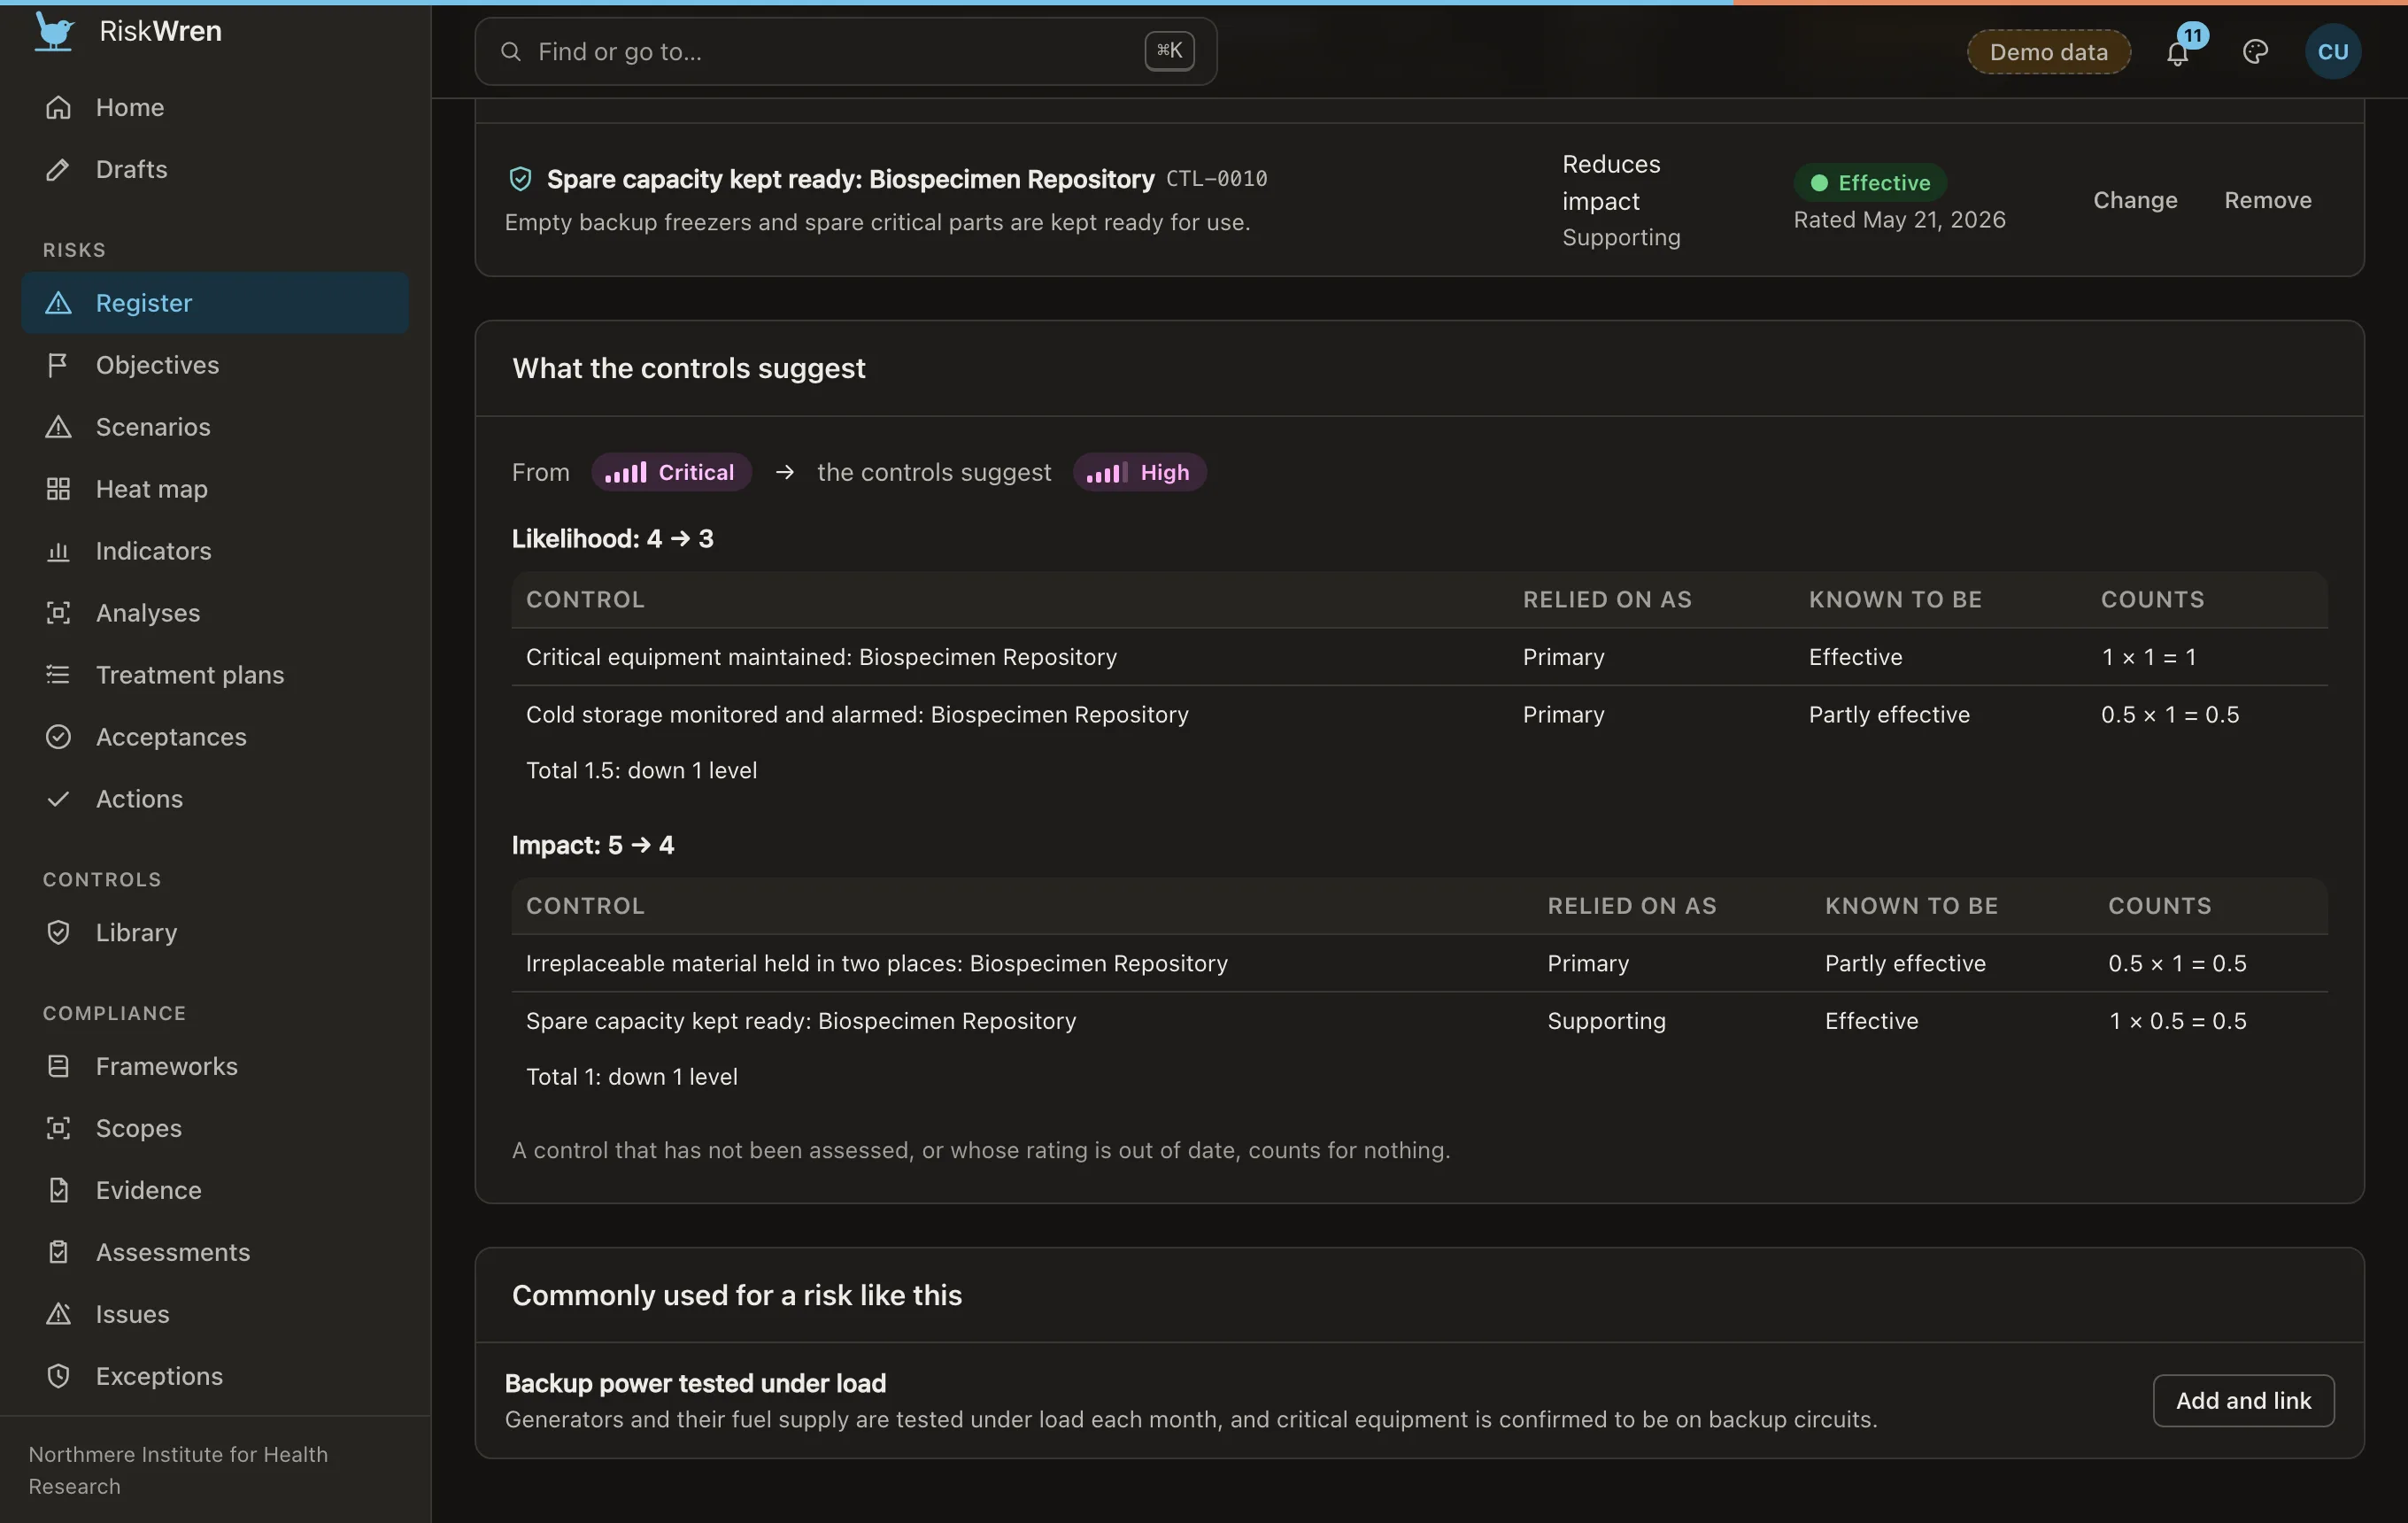 RiskWren
Find or go to...
⌘K
Demo data
11
CU
Home
Drafts
RISKS
Register
Objectives
Scenarios
Heat map
Indicators
Analyses
Treatment plans
Acceptances
Actions
CONTROLS
Library
COMPLIANCE
Frameworks
Scopes
Evidence
Assessments
Issues
Exceptions
Northmere Institute for Health
Research
Spare capacity kept ready: Biospecimen Repository CTL-0010
Empty backup freezers and spare critical parts are kept ready for use.
Reduces
impact
Supporting
Effective
Rated May 21, 2026
Change
Remove
What the controls suggest
From Critical → the controls suggest High
Likelihood: 4 → 3
CONTROL RELIED ON AS KNOWN TO BE COUNTS
Critical equipment maintained: Biospecimen Repository Primary Effective 1 × 1 = 1
Cold storage monitored and alarmed: Biospecimen Repository Primary Partly effective 0.5 × 1 = 0.5
Total 1.5: down 1 level
Impact: 5 → 4
CONTROL RELIED ON AS KNOWN TO BE COUNTS
Irreplaceable material held in two places: Biospecimen Repository Primary Partly effective 0.5 × 1 = 0.5
Spare capacity kept ready: Biospecimen Repository Supporting Effective 1 × 0.5 = 0.5
Total 1: down 1 level
A control that has not been assessed, or whose rating is out of date, counts for nothing.
Commonly used for a risk like this
Backup power tested under load
Generators and their fuel supply are tested under load each month, and critical equipment is confirmed to be on backup circuits.
Add and link